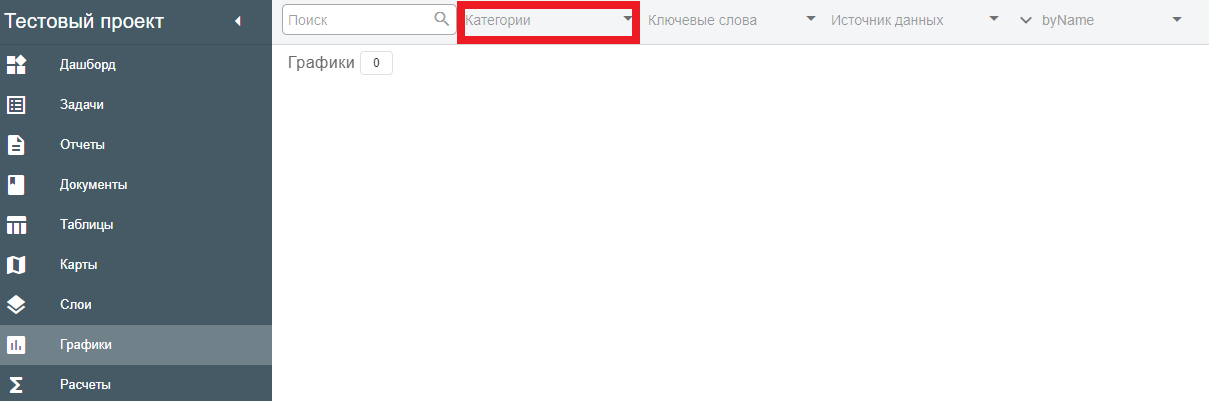 Тестовый проект
Дашборд
Задачи
Отчеты
Документы
Таблицы
Карты
Слои
Графики
Расчеты
Поиск
Категории
Ключевые слова
Источник данных
byName
Графики 0